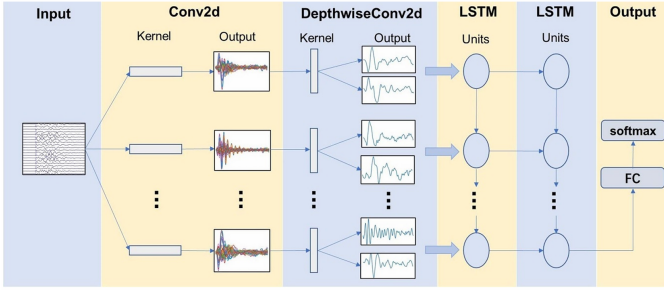 Input
Conv2d
DepthwiseConv2d
LSTM
LSTM
Output
Kernel
Output
Kernel
Output
Units
Units
softmax
FC